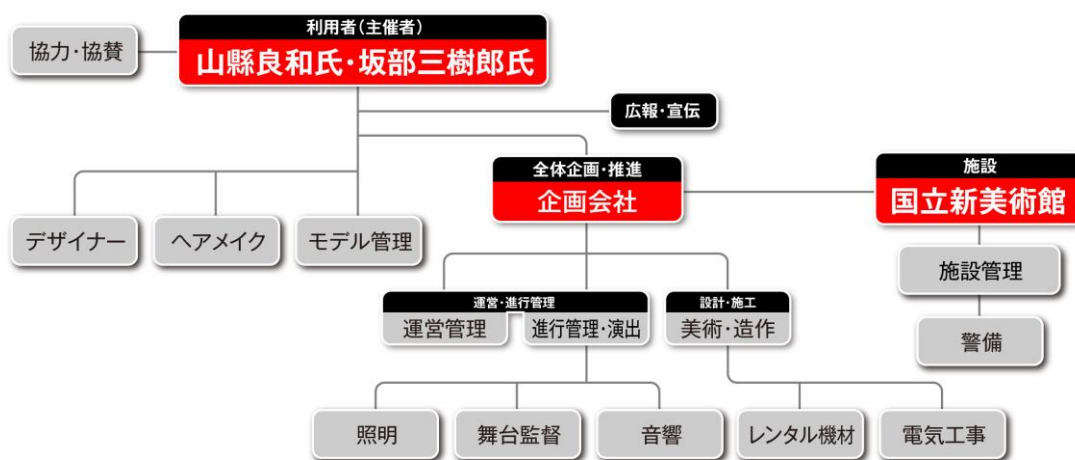 利用者(主催者)
協力・協賛
山縣良和氏・坂部三樹郎氏
広報・宣伝
全体企画・推進
企画会社
施設
国立新美術館
デザイナー
ヘアメイク
モデル管理
施設管理
運営・進行管理
設計・施工
運営管理
進行管理・演出
美術・造作
警備
照明
舞台監督
音響
レンタル機材
電気工事